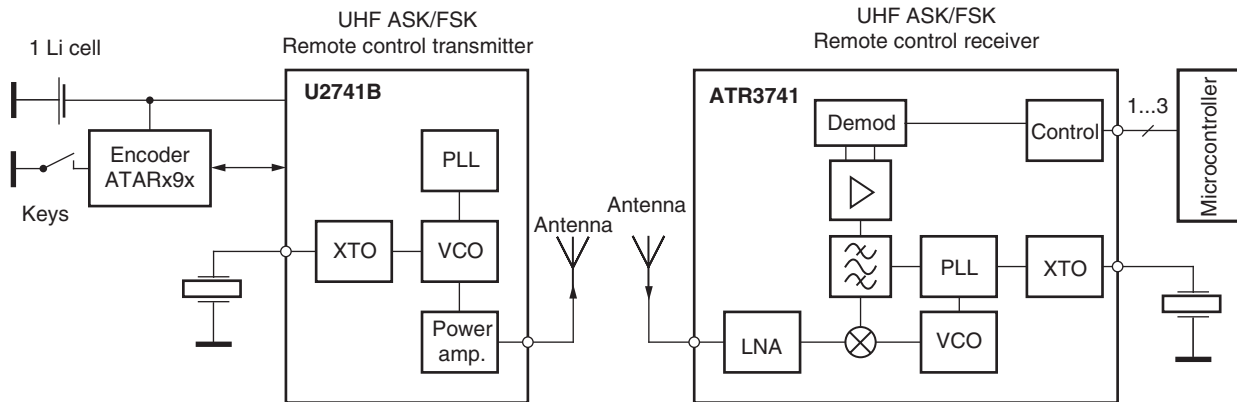 UHF ASK/FSK
Remote control transmitter
UHF ASK/FSK
Remote control receiver
1 Li cell
U2741B
Encoder
ATARx9x
Keys
PLL
XTO
VCO
Power
amp.
Antenna
Antenna
ATR3741
Demod
Control
1...3
Microcontroller
PLL
XTO
LNA
VCO